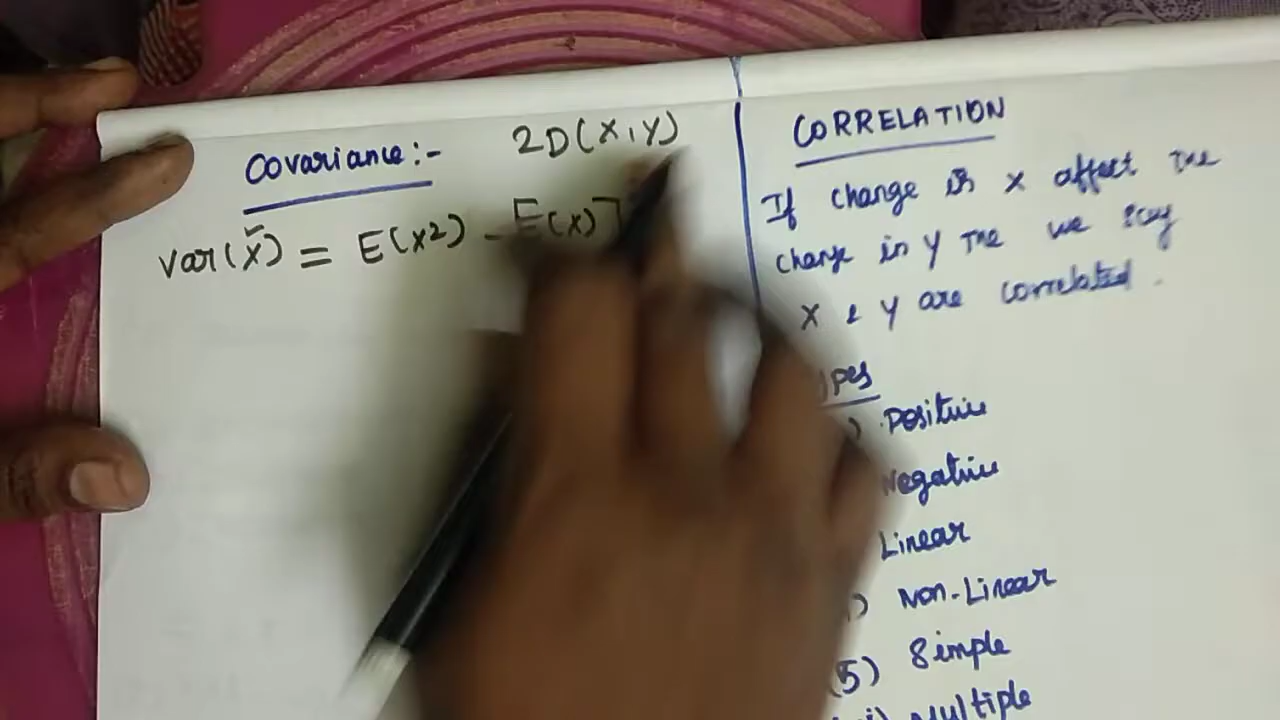 Covariance :- 2D(X,Y)
var(x) = E(x2) - [E(x)]
CORRELATION
If change in x affect the
change in y the we say
x & y are correlated.
Positive
Negative
Linear
Non-Linear
(5) Simple
Multiple